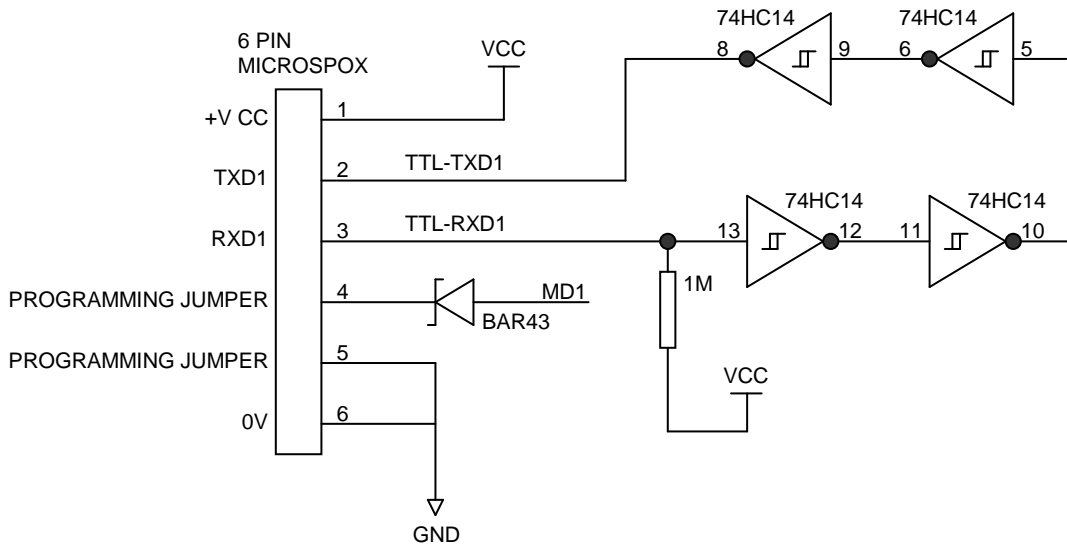 74HC14
74HC14
6 PIN
MICROSPOX
VCC
8
9
6
5
+V CC
1
TXD1
2
TTL-TXD1
74HC14
74HC14
RXD1
3
TTL-RXD1
13
12
11
10
PROGRAMMING JUMPER
4
MD1
1M
BAR43
PROGRAMMING JUMPER
5
VCC
0V
6
GND